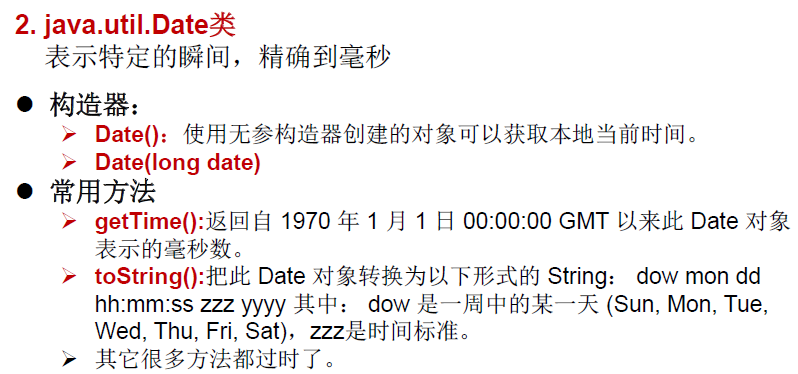 2. java.util.Date类
表示特定的瞬间，精确到毫秒
● 构造器：
➢ Date()：使用无参构造器创建的对象可以获取本地当前时间。
➢ Date(long date)
● 常用方法
➢ getTime():返回自 1970 年 1 月 1 日 00:00:00 GMT 以来此 Date 对象
表示的毫秒数。
➢ toString():把此 Date 对象转换为以下形式的 String： dow mon dd
hh:mm:ss zzz yyyy 其中： dow 是一周中的某一天 (Sun, Mon, Tue,
Wed, Thu, Fri, Sat)，zzz是时间标准。
➢ 其它很多方法都过时了。